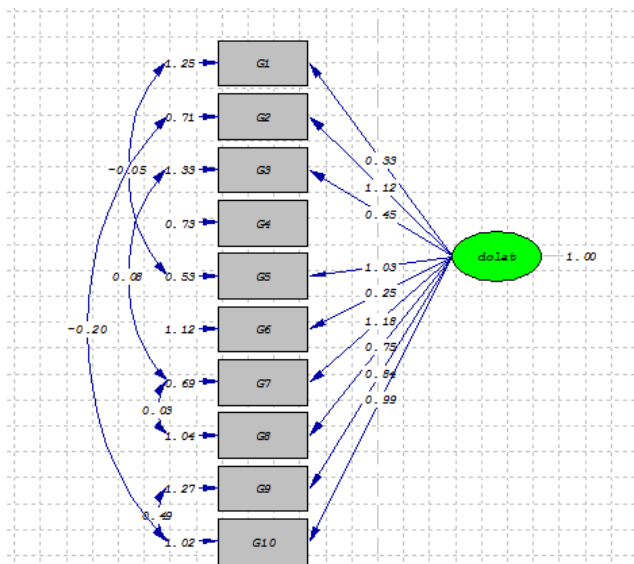 1.25 G1
0.71 G2
0.33
-0.05 1.33 G3 1.12
0.45
0.73 G4
dolab 1.00
0.08 0.53 G5 1.03
0.25
-0.20 1.12 G6 1.18
0.75
0.69 G7 0.84
0.03 0.99
1.04 G8
1.27 G9
0.49
1.02 G10